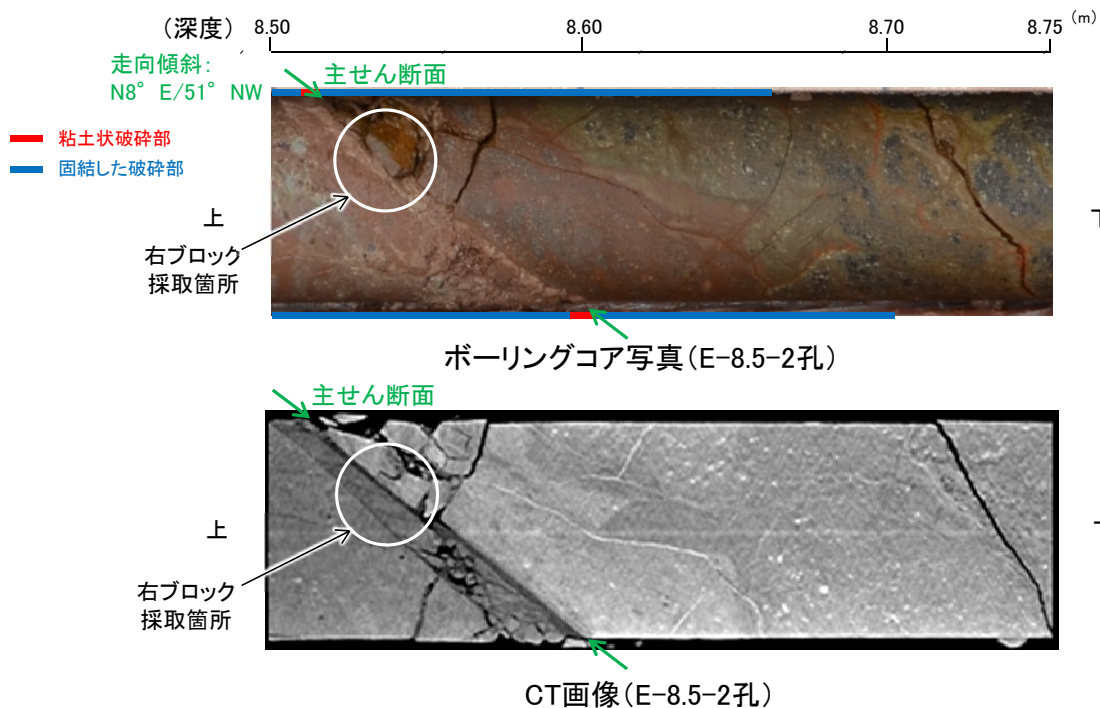 (深度) 8.50 8.60 8.70 8.75 (m)
走向傾斜:
N8°E/51°NW
主せん断面
粘土状破砕部
固結した破砕部
上
右ブロック
採取箇所
ボーリングコア写真(E-8.5-2孔)
主せん断面
上
右ブロック
採取箇所
CT画像(E-8.5-2孔)